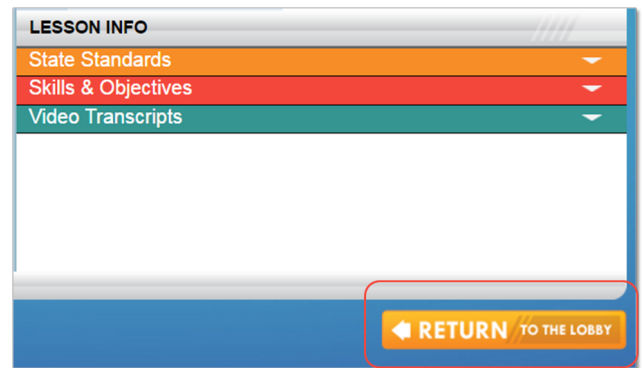 LESSON INFO
State Standards
Skills & Objectives
Video Transcripts
RETURN TO THE LOBBY